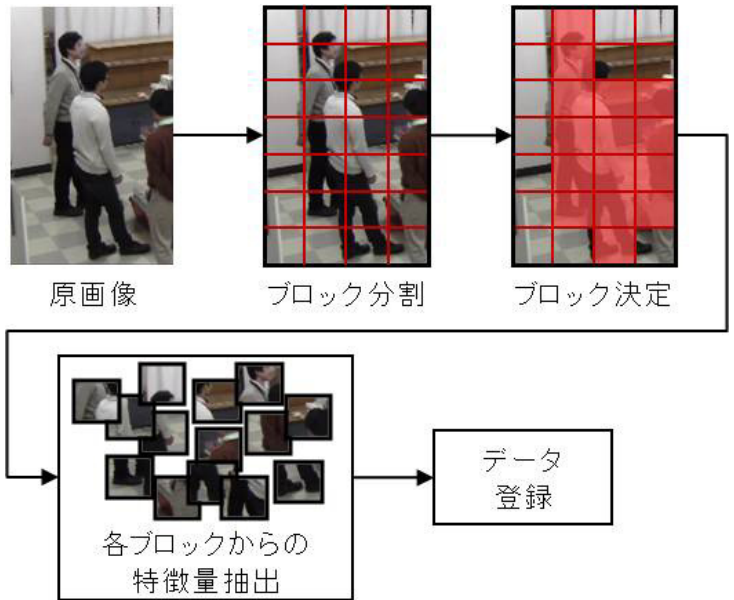 原画像
ブロック分割
ブロック決定
各ブロックからの
特徴量抽出
データ
登録